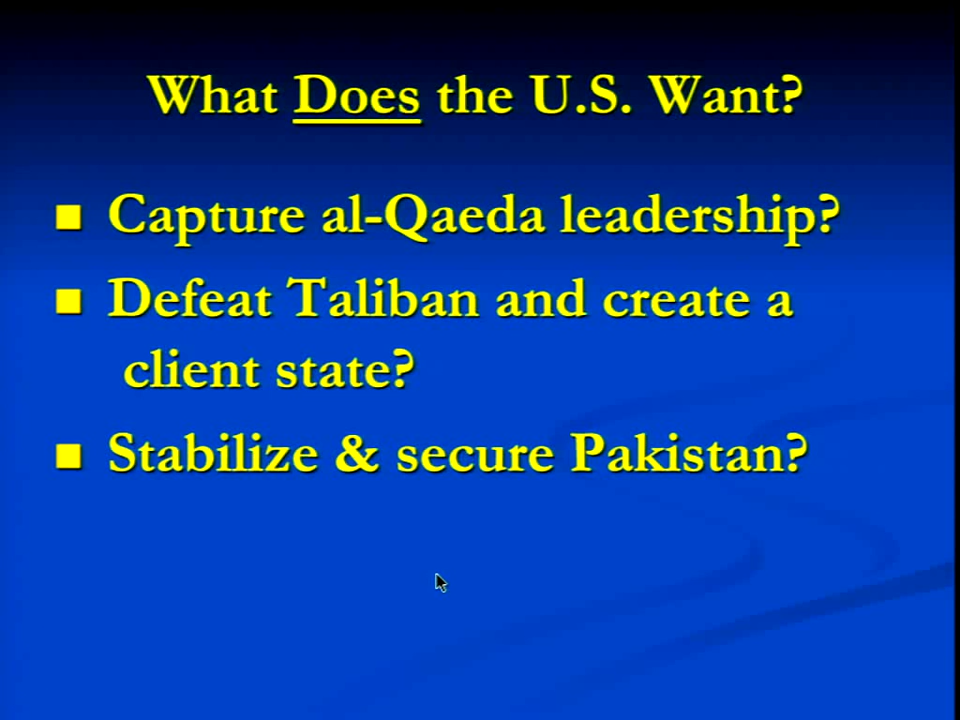 What Does the U.S. Want?
Capture al-Qaeda leadership?
Defeat Taliban and create a
client state?
Stabilize & secure Pakistan?